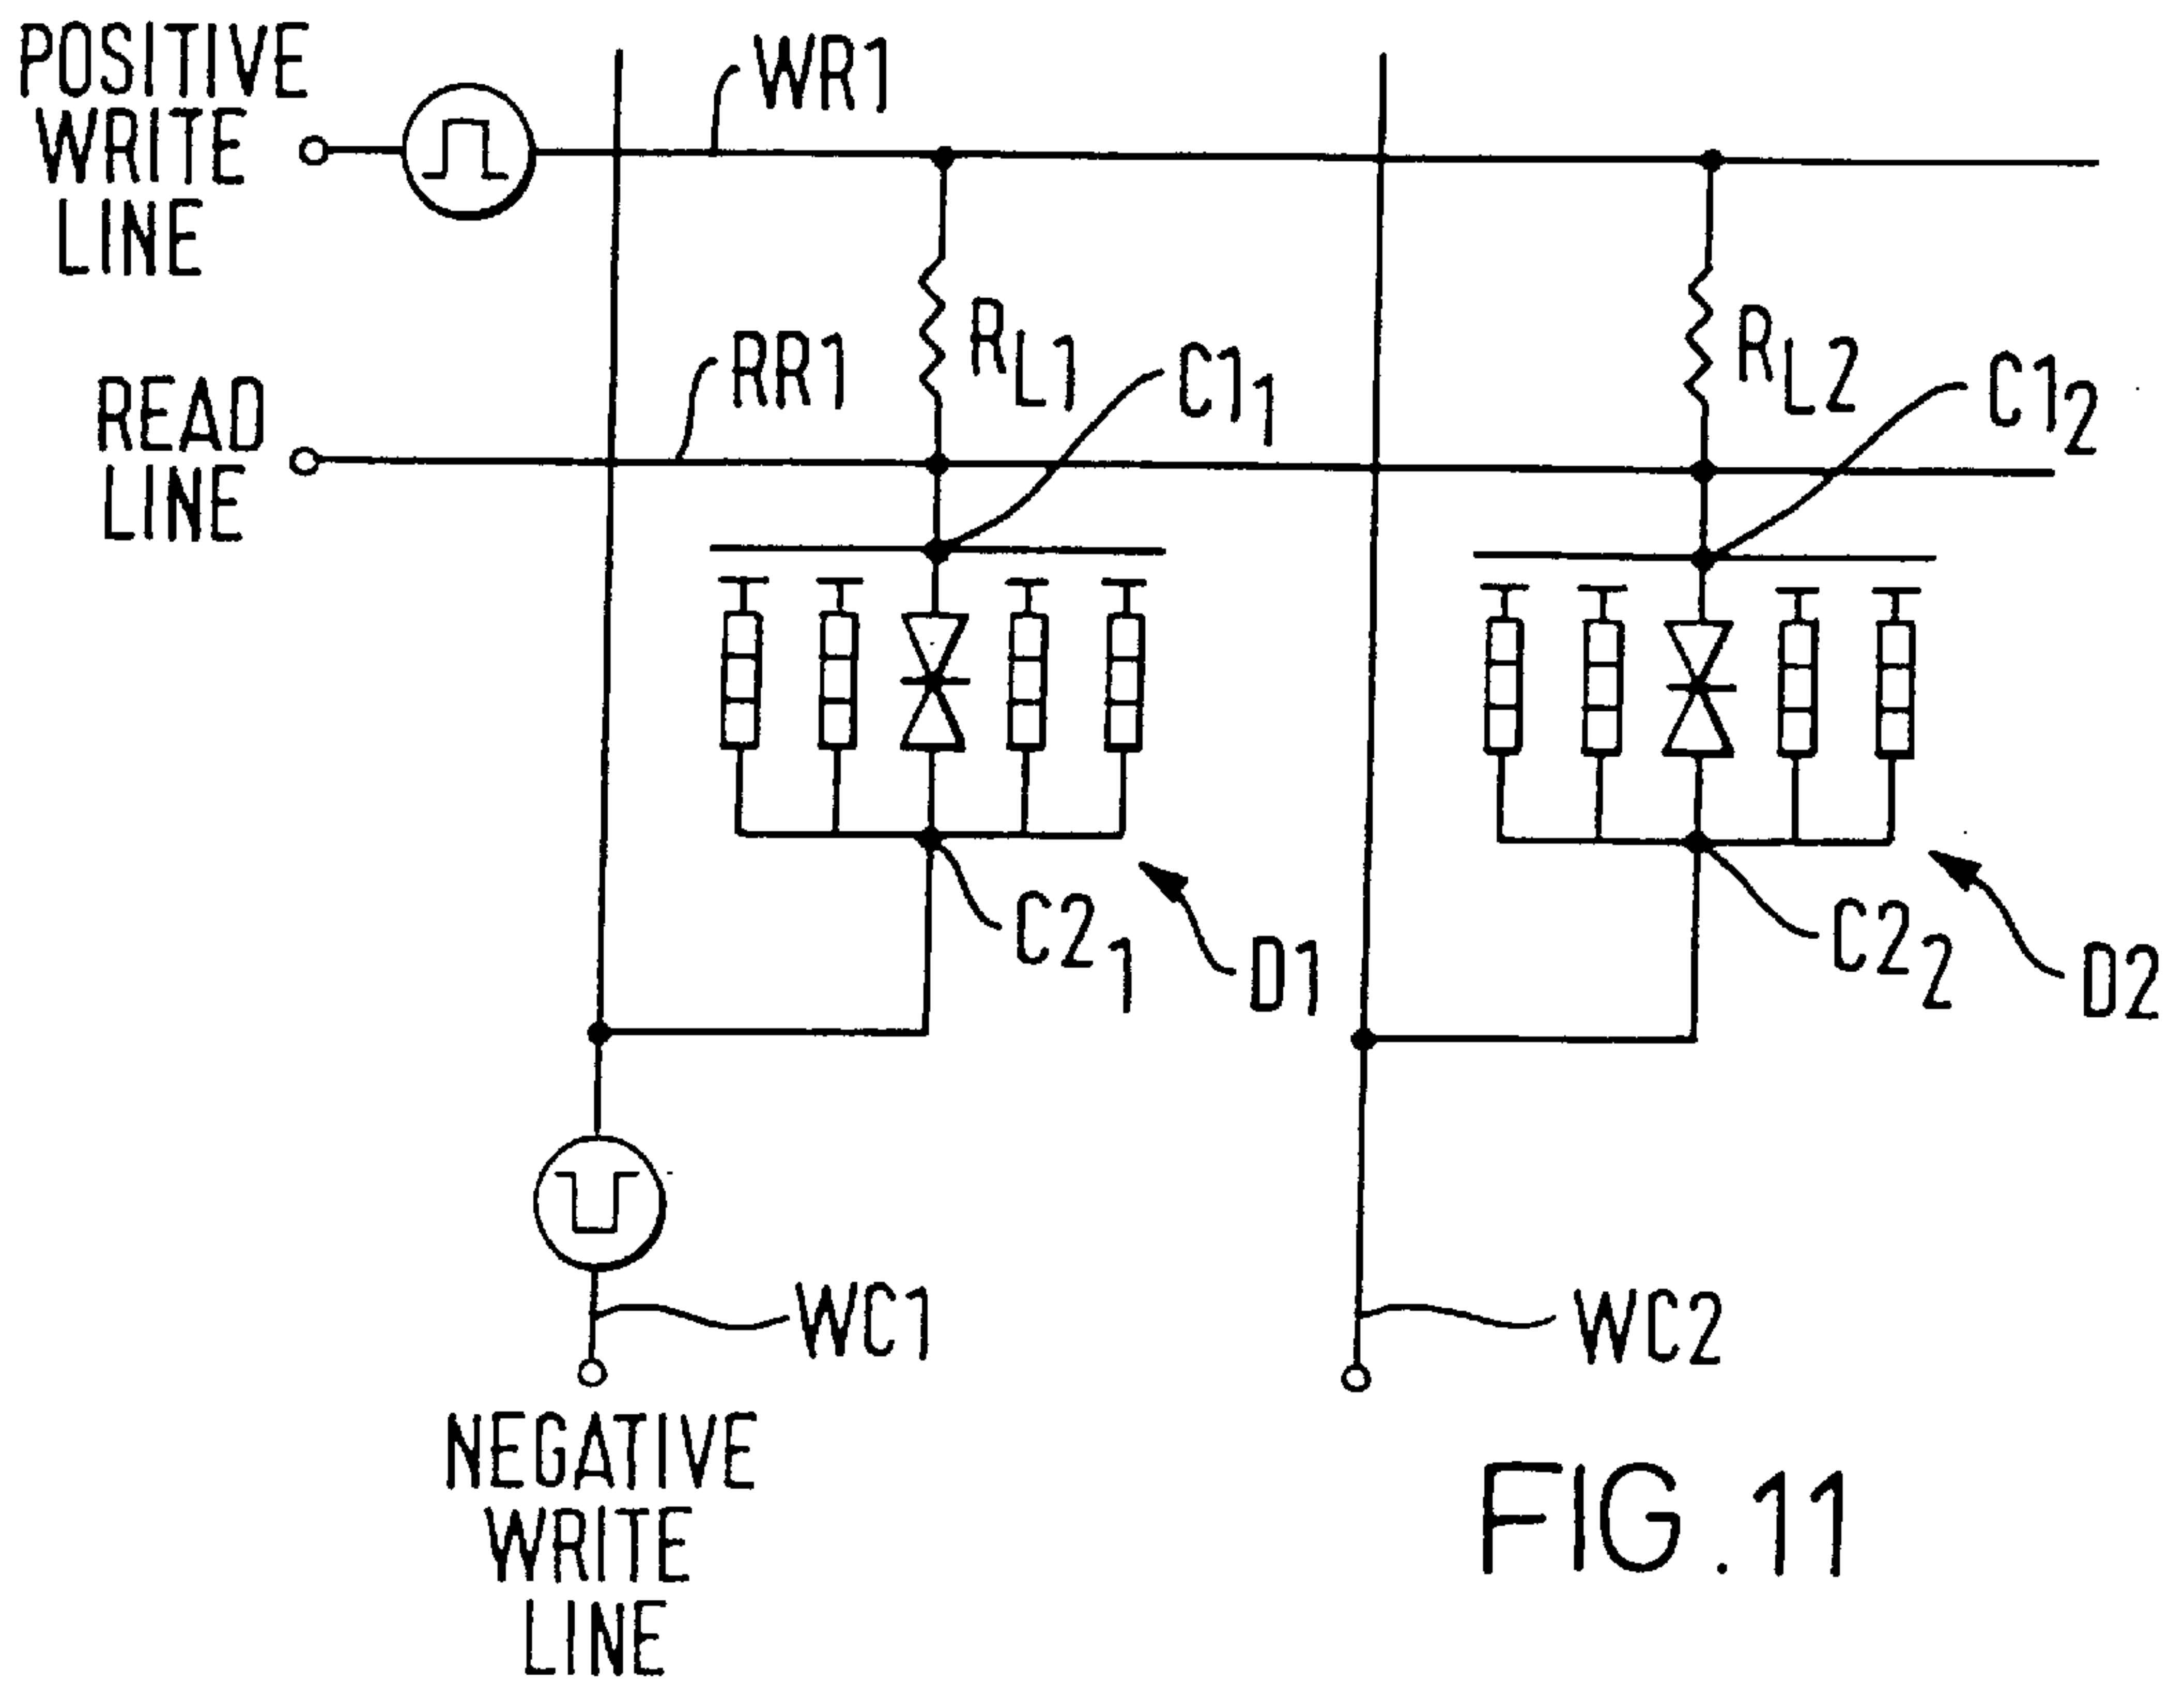 POSITIVE
WRITE
LINE
WR1
READ
LINE
RR1
RL1
C11
RL2
C12
C21
D1
C22
D2
WC1
WC2
NEGATIVE
WRITE
LINE
FIG. 11